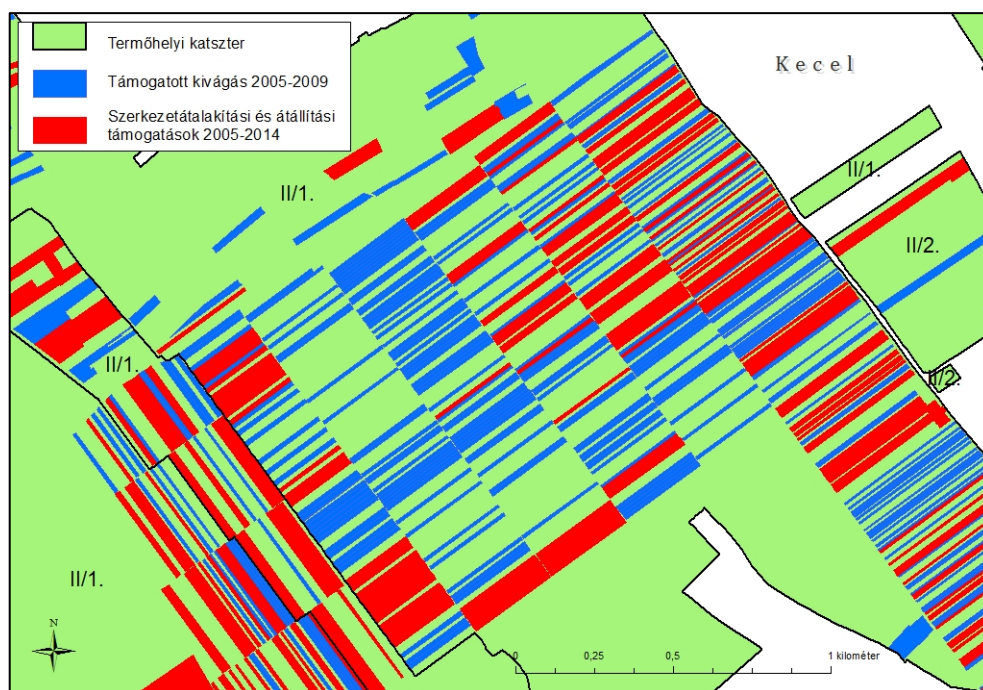 Termőhelyi katszter
Támogatott kivágás 2005-2009
Szerkezetátalakítási és átállítási
támogatások 2005-2014
Kecel
II/1.
II/1.
II/2.
II/1.
II/2.
II/1.
N
0 0,25 0,5 1 kilométer